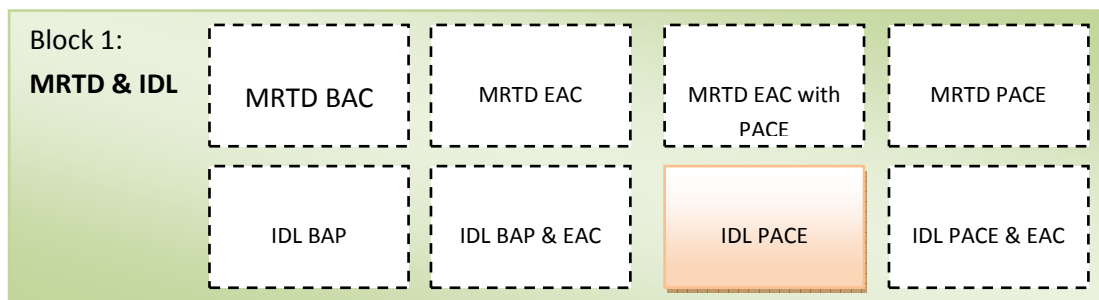 Block 1:
MRTD & IDL
MRTD BAC
MRTD EAC
MRTD EAC with
PACE
MRTD PACE
IDL BAP
IDL BAP & EAC
IDL PACE
IDL PACE & EAC